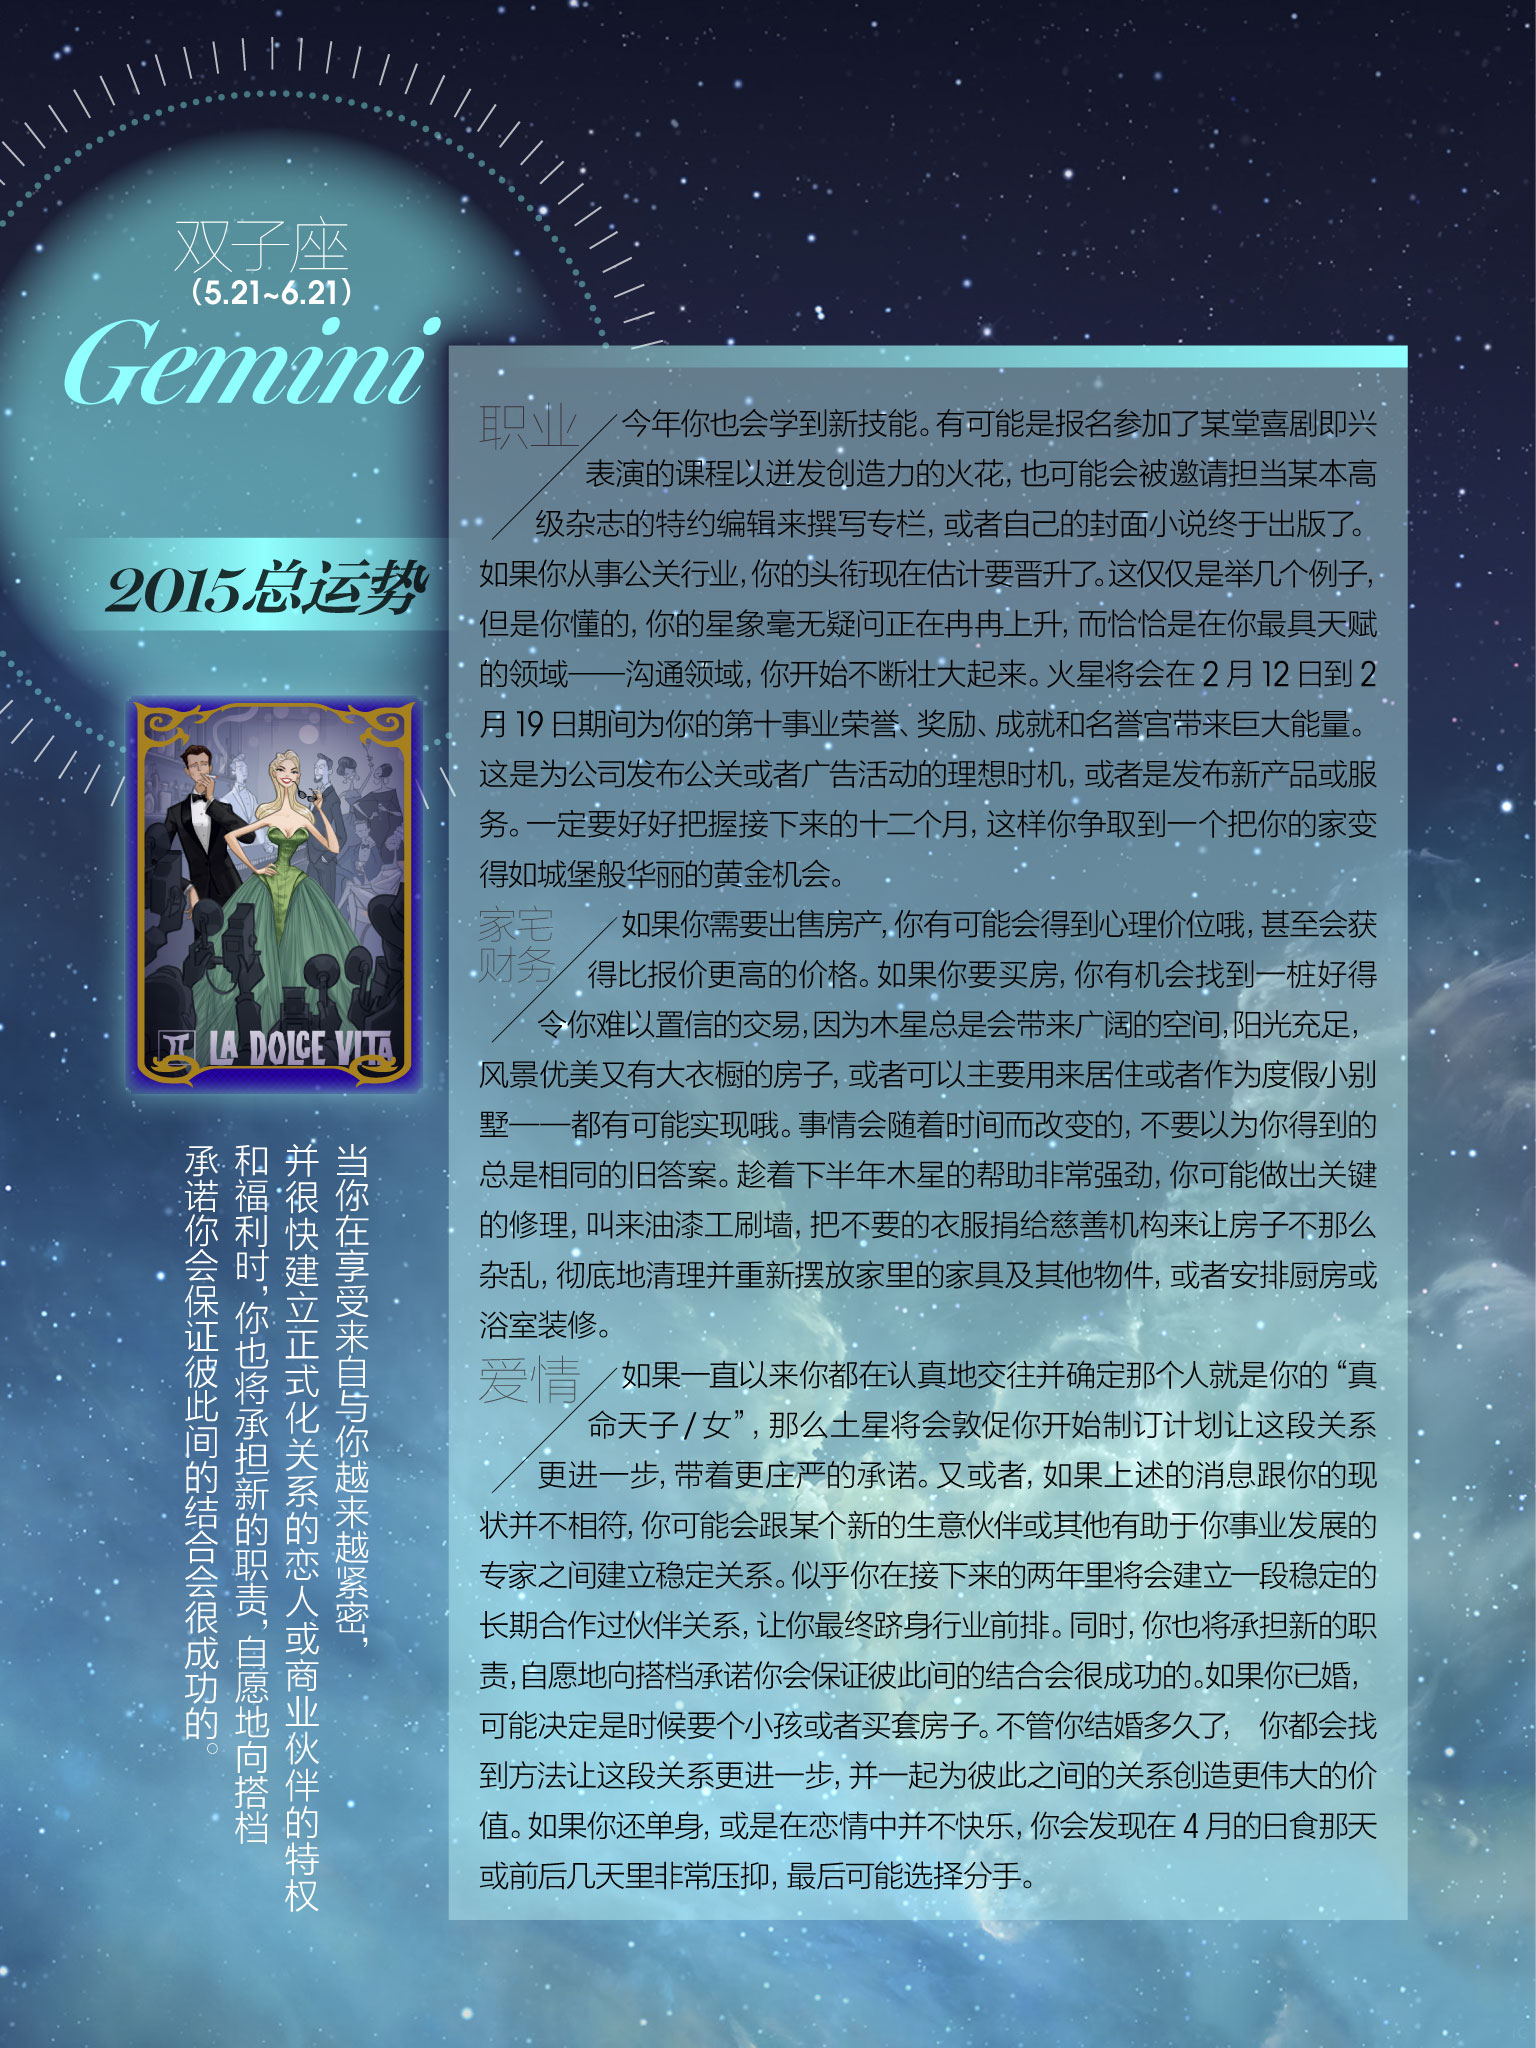 双子座
(5.21~6.21)
Gemini
2015总运势
II LA DOLCE VITA
当你在享受来自与你越来越紧密，
并很快建立正式化关系的恋人或商业伙伴的特权
和福利时，你也将承担新的职责，自愿地向搭档
承诺你会保证彼此间的结合会很成功的。
职业
今年你也会学到新技能。有可能是报名参加了某堂喜剧即兴
表演的课程以迸发创造力的火花，也可能会被邀请担当某本高
级杂志的特约编辑来撰写专栏，或者自己的封面小说终于出版了。
如果你从事公关行业，你的头衔现在估计要晋升了。这仅仅是举几个例子，
但是你懂的，你的星象毫无疑问正在冉冉上升，而恰恰是在你最具天赋
的领域——沟通领域，你开始不断壮大起来。火星将会在 2 月 12 日到 2
月 19 日期间为你的第十事业荣誉、奖励、成就和名誉宫带来巨大能量。
这是为公司发布公关或者广告活动的理想时机，或者是发布新产品或服
务。一定要好好把握接下来的十二个月，这样你争取到一个把你的家变
得如城堡般华丽的黄金机会。
家宅
财务
如果你需要出售房产，你有可能会得到心理价位哦，甚至会获
得比报价更高的价格。如果你要买房，你有机会找到一桩好得
令你难以置信的交易，因为木星总是会带来广阔的空间，阳光充足，
风景优美又有大衣橱的房子，或者可以主要用来居住或者作为度假小别
墅——都有可能实现哦。事情会随着时间而改变的，不要以为你得到的
总是相同的旧答案。趁着下半年木星的帮助非常强劲，你可能做出关键
的修理，叫来油漆工刷墙，把不要的衣服捐给慈善机构来让房子不那么
杂乱，彻底地清理并重新摆放家里的家具及其他物件，或者安排厨房或
浴室装修。
爱情
如果一直以来你都在认真地交往并确定那个人就是你的“真
命天子/女”，那么土星将会敦促你开始制订计划让这段关系
更进一步，带着更庄严的承诺。又或者，如果上述的消息跟你的现
状并不相符，你可能会跟某个新的生意伙伴或其他有助于你事业发展的
专家之间建立稳定关系。似乎你在接下来的两年里将会建立一段稳定的
长期合作过伙伴关系，让你最终跻身行业前排。同时，你也将承担新的职
责，自愿地向搭档承诺你会保证彼此间的结合会很成功的。如果你已婚，
可能决定是时候要个小孩或者买套房子。不管你结婚多久了， 你都会找
到方法让这段关系更进一步，并一起为彼此之间的关系创造更伟大的价
值。如果你还单身，或是在恋情中并不快乐，你会发现在 4 月的日食那天
或前后几天里非常压抑，最后可能选择分手。